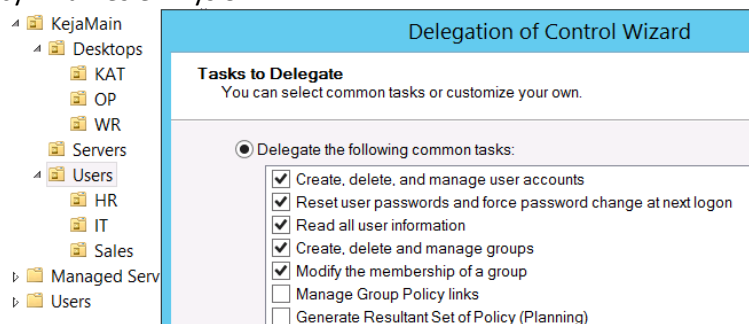 KejaMain
Desktops
KAT
OP
WR
Servers
Users
HR
IT
Sales
Managed Serv
Users
Delegation of Control Wizard
Tasks to Delegate
You can select common tasks or customize your own.
Delegate the following common tasks:
Create, delete, and manage user accounts
Reset user passwords and force password change at next logon
Read all user information
Create, delete and manage groups
Modify the membership of a group
Manage Group Policy links
Generate Resultant Set of Policy (Planning)